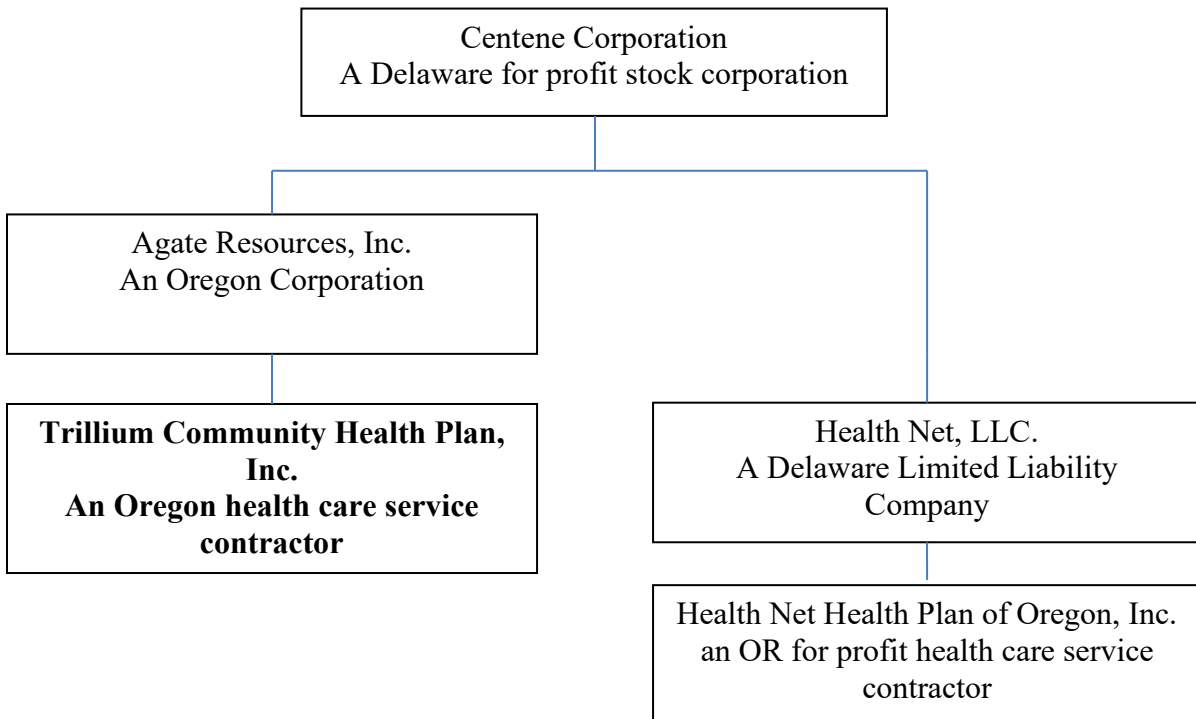 Centene Corporation
A Delaware for profit stock corporation
Agate Resources, Inc.
An Oregon Corporation
Trillium Community Health Plan,
Inc.
An Oregon health care service
contractor
Health Net, LLC.
A Delaware Limited Liability
Company
Health Net Health Plan of Oregon, Inc.
an OR for profit health care service
contractor